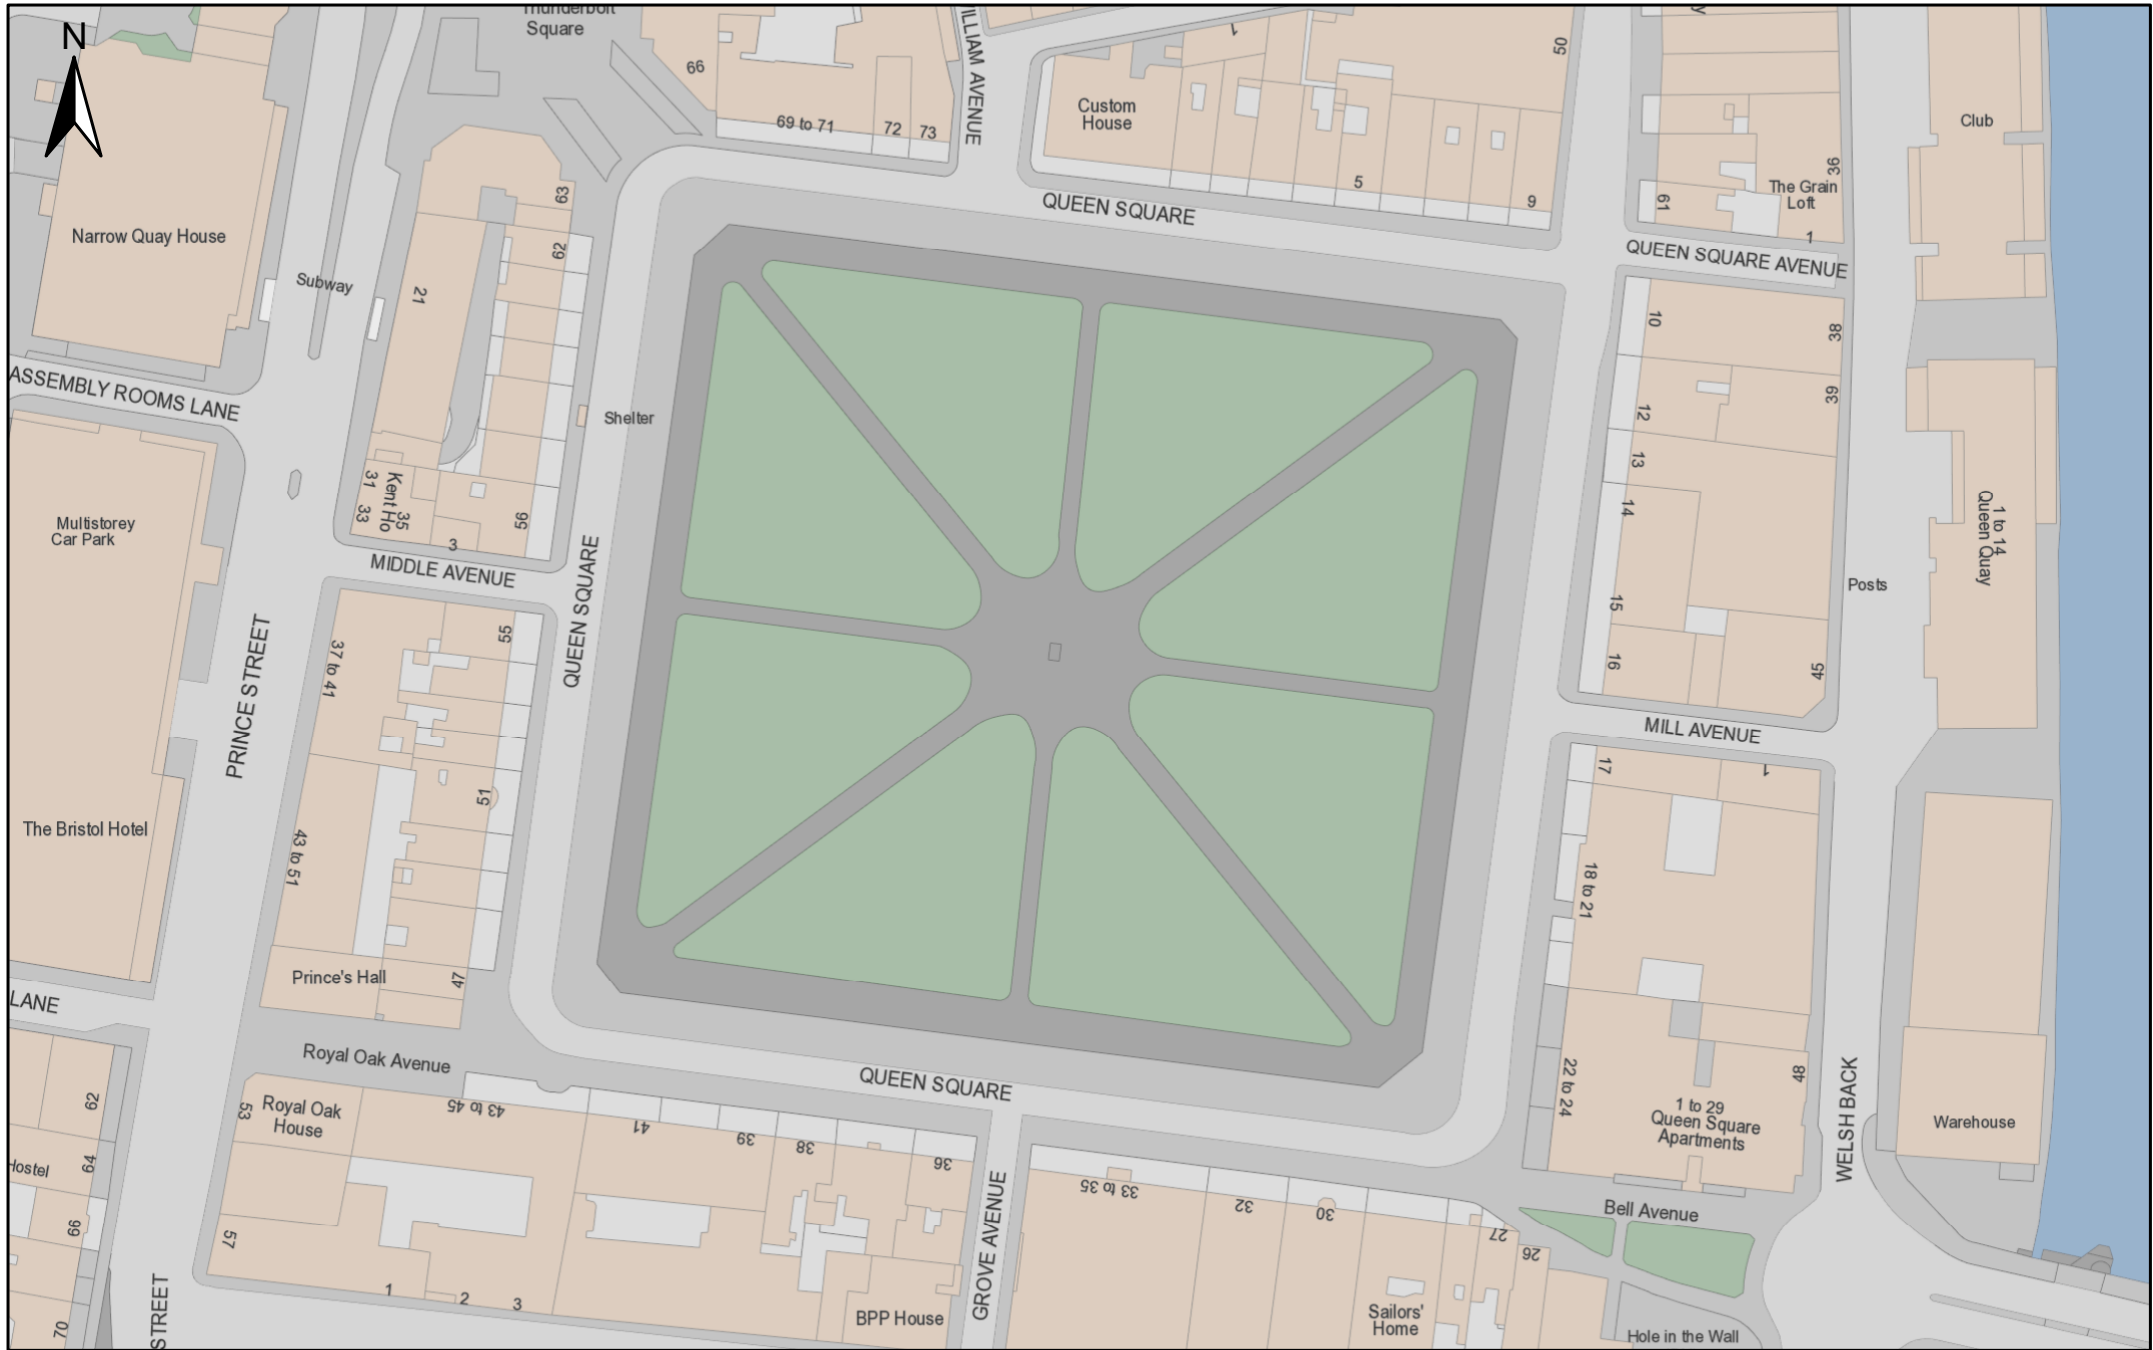 Thunderbolt
Square
N
66
69 to 71
72
73
ILLIAM AVENUE
Custom
House
1
50
5
9
QUEEN SQUARE
Club
36
The Grain
Loft
61
1
QUEEN SQUARE AVENUE
Narrow Quay House
Subway
21
63
62
ASSEMBLY ROOMS LANE
Shelter
10
38
12
39
13
14
15
16
45
Kent Ho
31
33
35
56
3
Multistorey
Car Park
MIDDLE AVENUE
QUEEN SQUARE
1 to 14
Queen Quay
Posts
PRINCE STREET
37 to 41
55
51
43 to 51
The Bristol Hotel
Prince's Hall
47
MILL AVENUE
17
1
18 to 21
22 to 24
48
1 to 29
Queen Square
Apartments
WELSH BACK
Warehouse
LANE
Royal Oak Avenue
QUEEN SQUARE
Royal Oak
House
53
43 to 45
41
39
38
36
62
64
Hostel
66
70
57
1
2
3
BPP House
GROVE AVENUE
33 to 35
32
30
27
26
Bell Avenue
Sailors'
Home
Hole in the Wall
STREET